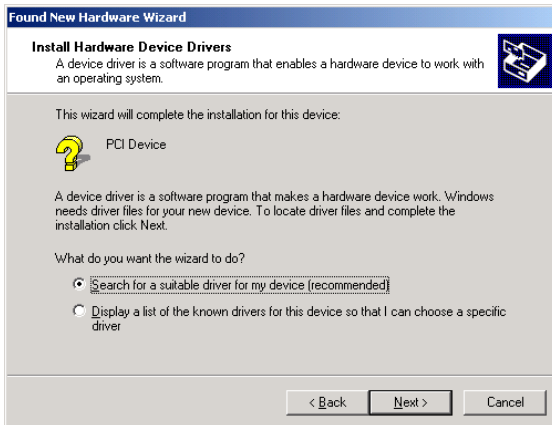 Found New Hardware Wizard
Install Hardware Device Drivers
A device driver is a software program that enables a hardware device to work with
an operating system.
This wizard will complete the installation for this device:
PCI Device
A device driver is a software program that makes a hardware device work. Windows
needs driver files for your new device. To locate driver files and complete the
installation click Next.
What do you want the wizard to do?
Search for a suitable driver for my device (recommended)
Display a list of the known drivers for this device so that I can choose a specific
driver
< Back Next > Cancel